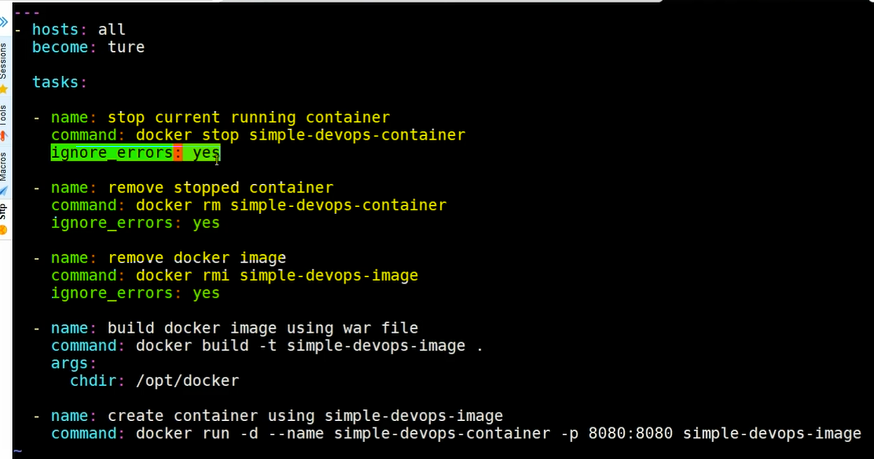 ---
- hosts: all
  become: ture

  tasks:

  - name: stop current running container
    command: docker stop simple-devops-container
    ignore_errors: yes

  - name: remove stopped container
    command: docker rm simple-devops-container
    ignore_errors: yes

  - name: remove docker image
    command: docker rmi simple-devops-image
    ignore_errors: yes

  - name: build docker image using war file
    command: docker build -t simple-devops-image .
    args:
      chdir: /opt/docker

  - name: create container using simple-devops-image
    command: docker run -d --name simple-devops-container -p 8080:8080 simple-devops-image
~
Sessions
Tools
Macros
Sftp